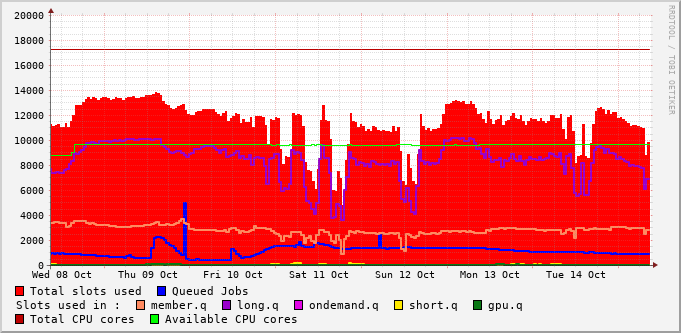 RRDTOOL / TOBI OETIKER
20000
18000
16000
14000
12000
10000
8000
6000
4000
2000
0
Wed 08 Oct Thu 09 Oct Fri 10 Oct Sat 11 Oct Sun 12 Oct Mon 13 Oct Tue 14 Oct
Total slots used Queued Jobs
Slots used in : member.q long.q ondemand.q short.q gpu.q
Total CPU cores Available CPU cores